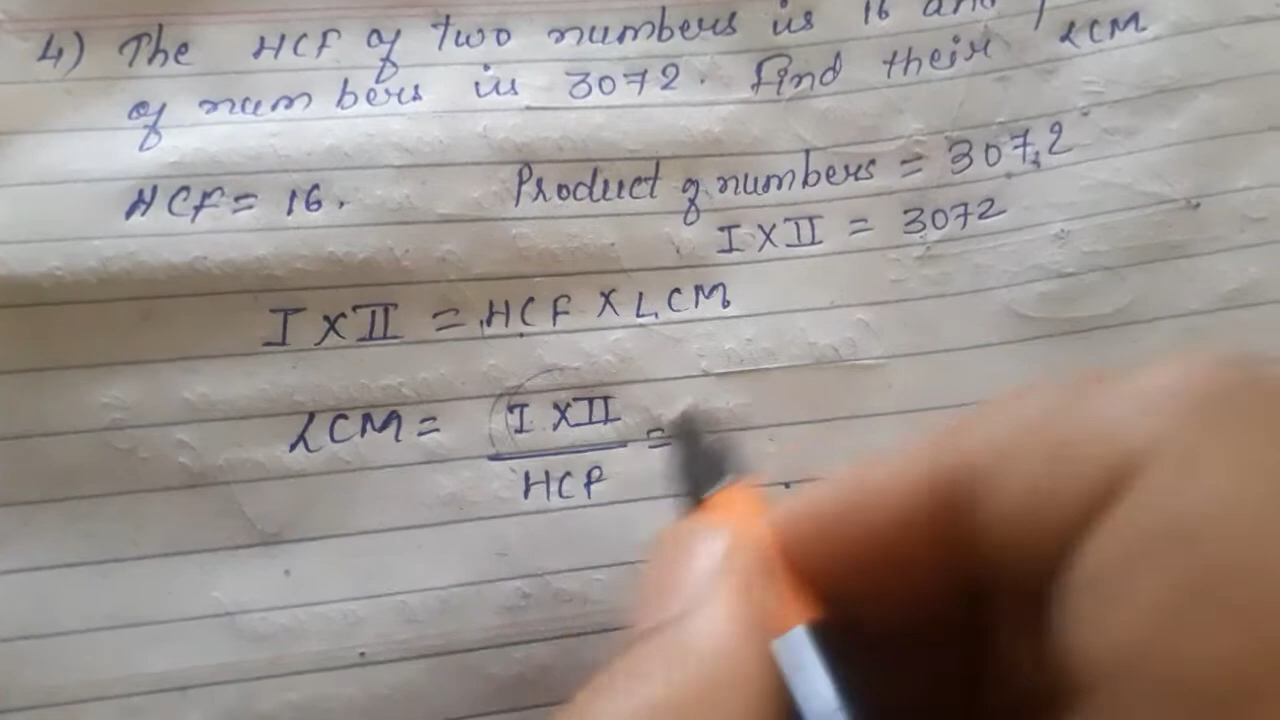 4) The HCF of two numbers is 16 and
of numbers is 3072. Find their LCM
HCF = 16. Product of numbers = 3072
I X II = 3072
I X II = HCF X LCM
LCM = I X II =
HCF